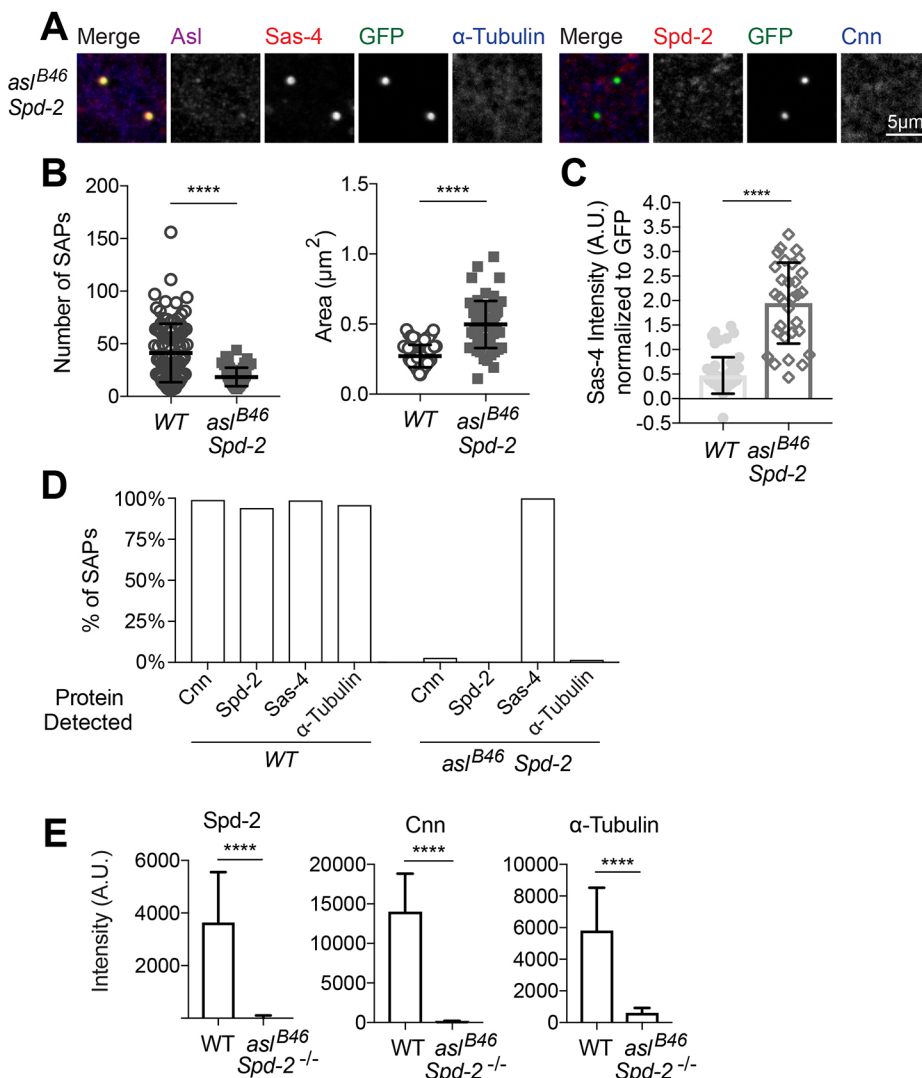 A
Merge Asl Sas-4 GFP α-Tubulin Merge Spd-2 GFP Cnn
asl^B46
Spd-2
5µm
B
Number of SAPs
200
150
100
50
0
****
WT asl^B46
Spd-2
Area (µm²)
1.5
1.0
0.5
0.0
****
WT asl^B46
Spd-2
C
Sas-4 Intensity (A.U.)
normalized to GFP
4.0
3.5
3.0
2.5
2.0
1.5
1.0
0.5
0.0
-0.5
****
WT asl^B46
Spd-2
D
% of SAPs
100%
75%
50%
25%
0%
Protein
Detected
Cnn Spd-2 Sas-4 α-Tubulin Cnn Spd-2 Sas-4 α-Tubulin
WT asl^B46 Spd-2
E
Intensity (A.U.)
Spd-2
6000
4000
2000
****
WT asl^B46
Spd-2 -/-
Cnn
20000
15000
10000
5000
0
****
WT asl^B46
Spd-2 -/-
α-Tubulin
10000
8000
6000
4000
2000
0
****
WT asl^B46
Spd-2 -/-